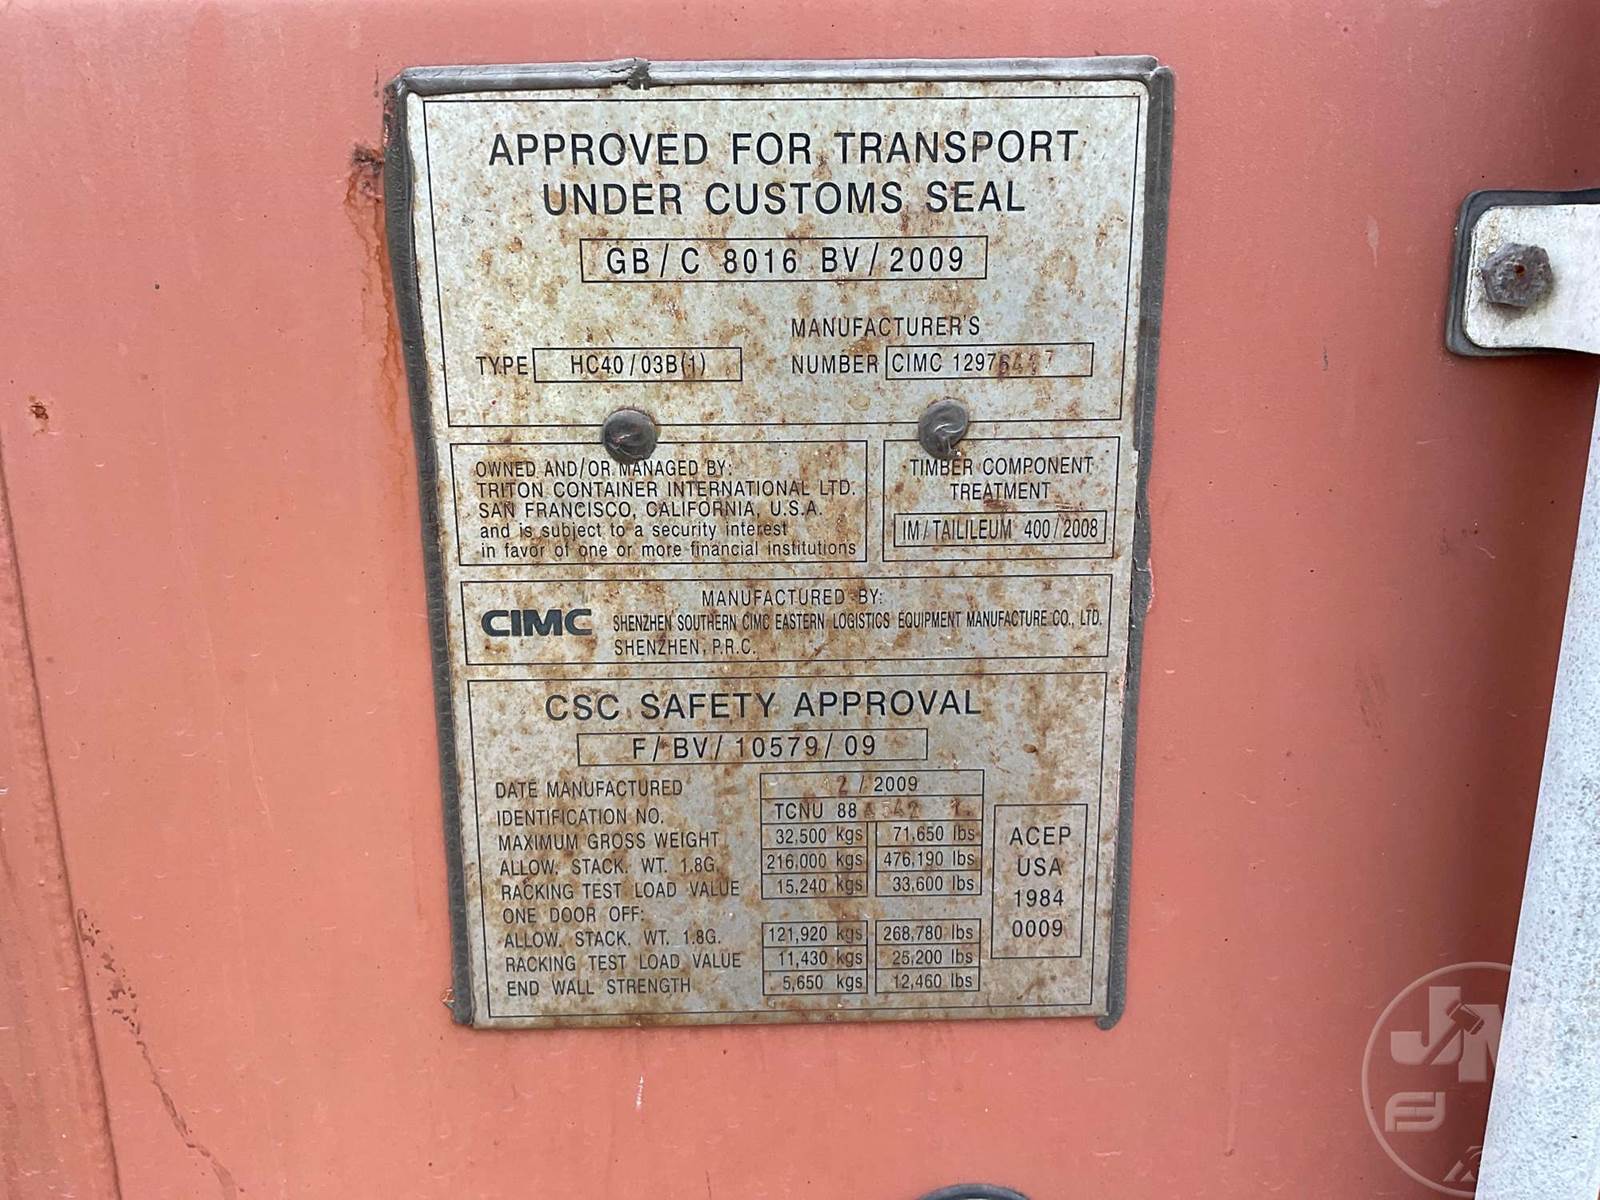 APPROVED FOR TRANSPORT
UNDER CUSTOMS SEAL
GB/C 8016 BV/2009
MANUFACTURER'S
TYPE HC40/03B(1) NUMBER CIMC
OWNED AND/OR MANAGED BY:
TRITON CONTAINER INTERNATIONAL LTD.
SAN FRANCISCO, CALIFORNIA, U.S.A.
and is subject to a security interest
in favor of one or more financial institutions
TIMBER COMPONENT
TREATMENT
IM/TAILILEUM 400/2008
MANUFACTURED BY:
CIMC SHENZHEN SOUTHERN CIMC EASTERN LOGISTICS EQUIPMENT MANUFACTURE CO., LTD.
SHENZHEN, P.R.C.
CSC SAFETY APPROVAL
F/BV/10579/09
DATE MANUFACTURED /2009
IDENTIFICATION NO. TCNU
MAXIMUM GROSS WEIGHT 32,500 kgs 71,650 lbs
ALLOW. STACK. WT. 1.8G. 216,000 kgs 476,190 lbs
RACKING TEST LOAD VALUE 15,240 kgs 33,600 lbs
ONE DOOR OFF:
ALLOW. STACK. WT. 1.8G. 121,920 kgs 268,780 lbs
RACKING TEST LOAD VALUE 11,430 kgs 25,200 lbs
END WALL STRENGTH 5,650 kgs 12,460 lbs
ACEP
USA
1984
0009